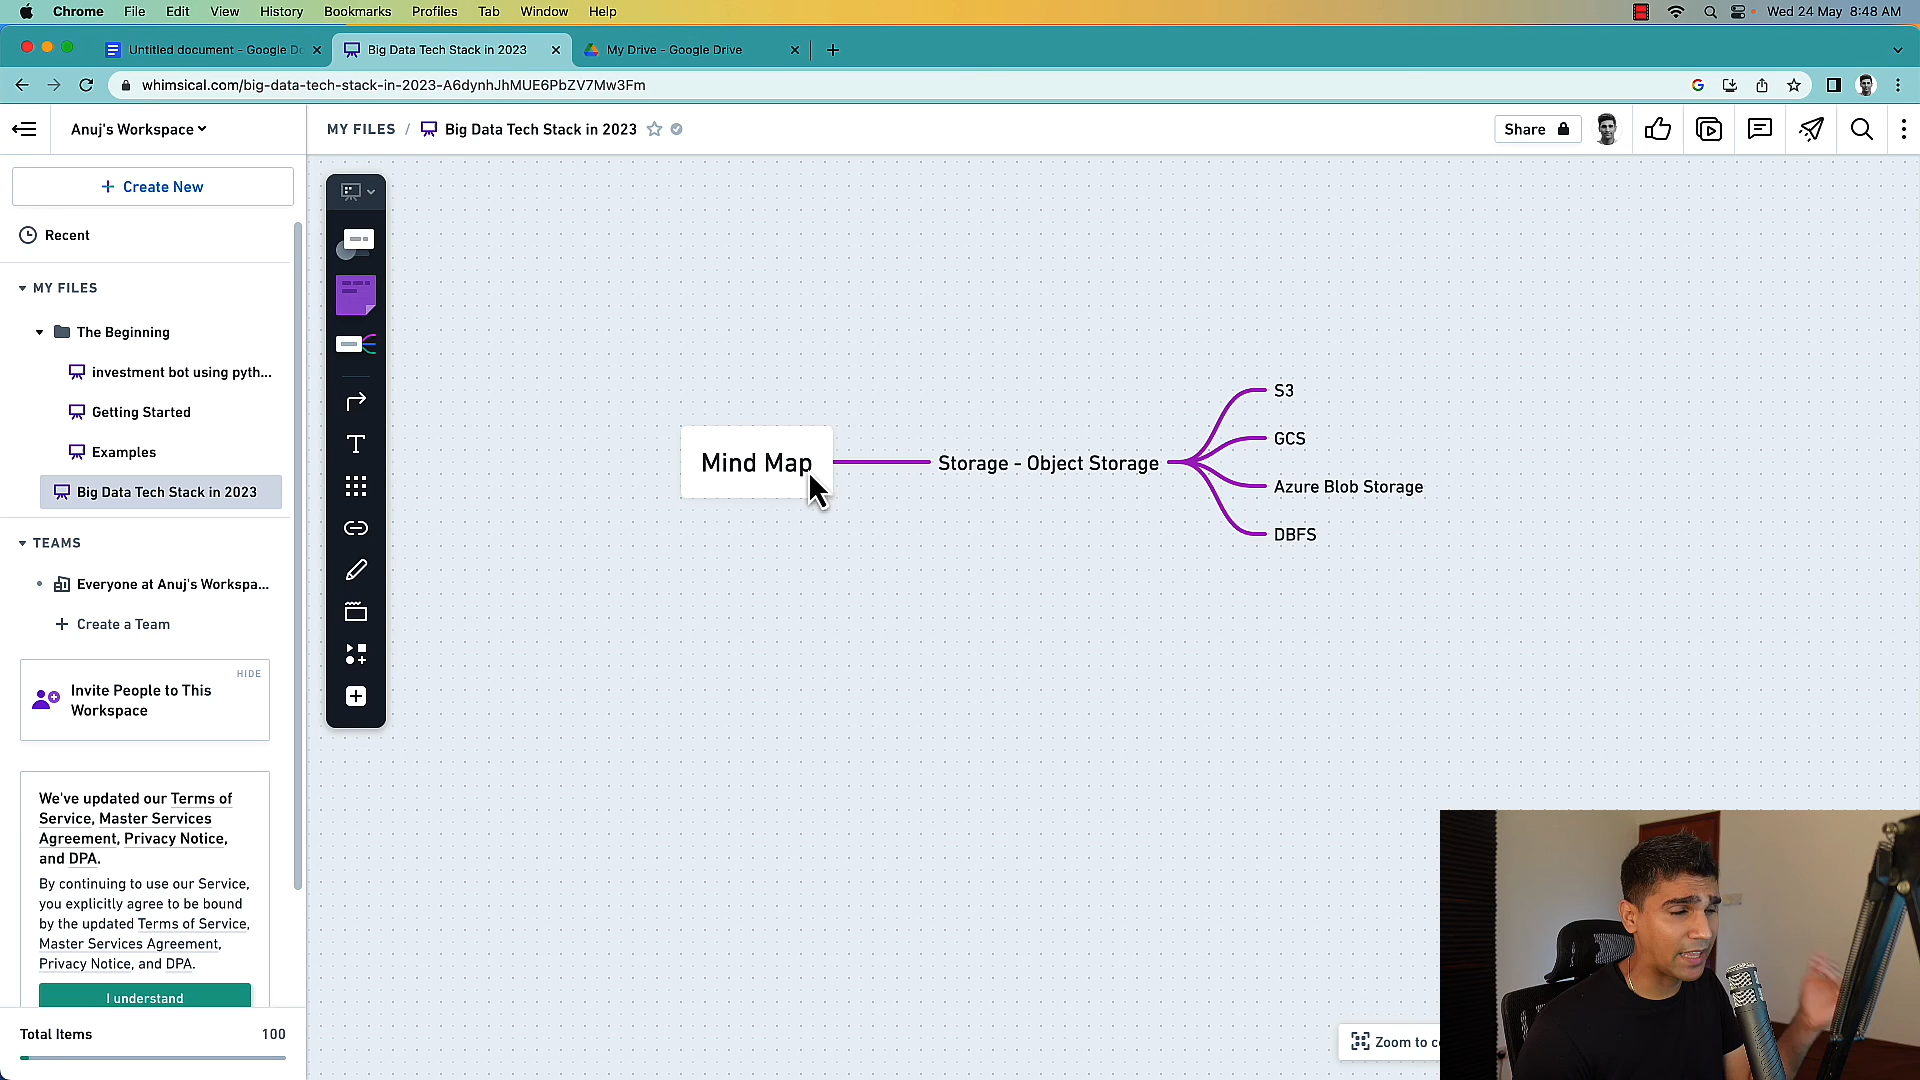 Chrome File Edit View History Bookmarks Profiles Tab Window Help Wed 24 May 8:48 AM
Untitled document - Google Do Big Data Tech Stack in 2023 My Drive - Google Drive
whimsical.com/big-data-tech-stack-in-2023-A6dynhJhMUE6PbZV7Mw3Fm
Anuj's Workspace MY FILES / Big Data Tech Stack in 2023 Share
+ Create New
Recent
MY FILES
The Beginning
investment bot using pyth...
Getting Started
Examples
Big Data Tech Stack in 2023
TEAMS
Everyone at Anuj's Workspa...
+ Create a Team
HIDE
Invite People to This
Workspace
We've updated our Terms of
Service, Master Services
Agreement, Privacy Notice,
and DPA.
By continuing to use our Service,
you explicitly agree to be bound
by the updated Terms of Service,
Master Services Agreement,
Privacy Notice, and DPA.
I understand
Total Items 100
T
Mind Map
Storage - Object Storage
S3
GCS
Azure Blob Storage
DBFS
Zoom to